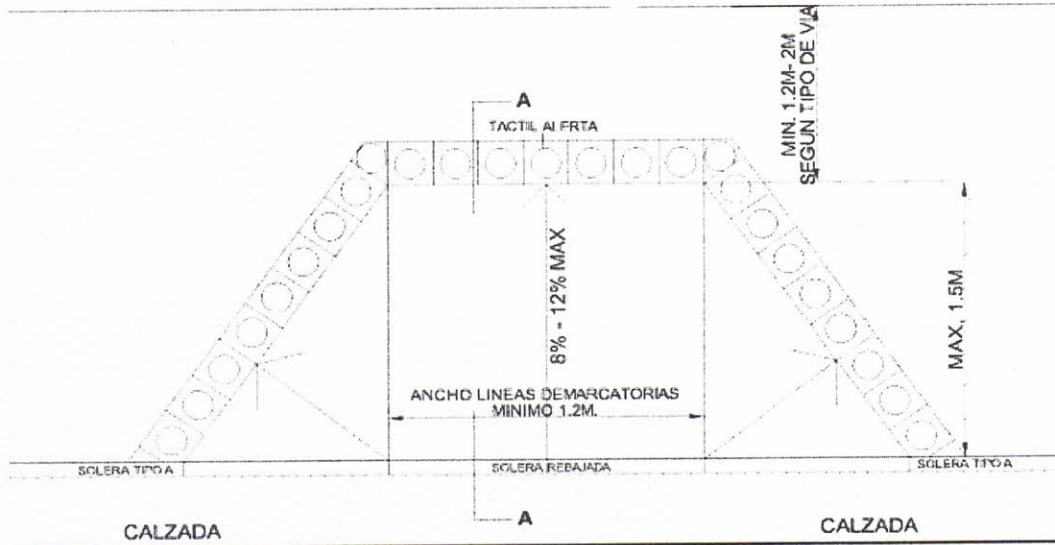 MIN. 1.2M- 2M
SEGUN TIPO DE VIA
A
TACTIL ALERTA
8% - 12% MAX
MAX, 1.5M
ANCHO LINEAS DEMARCATORIAS
MINIMO 1.2M.
SOLERA TIPO A
SOLERA REBAJADA
SOLERA TIPO A
A
CALZADA
CALZADA